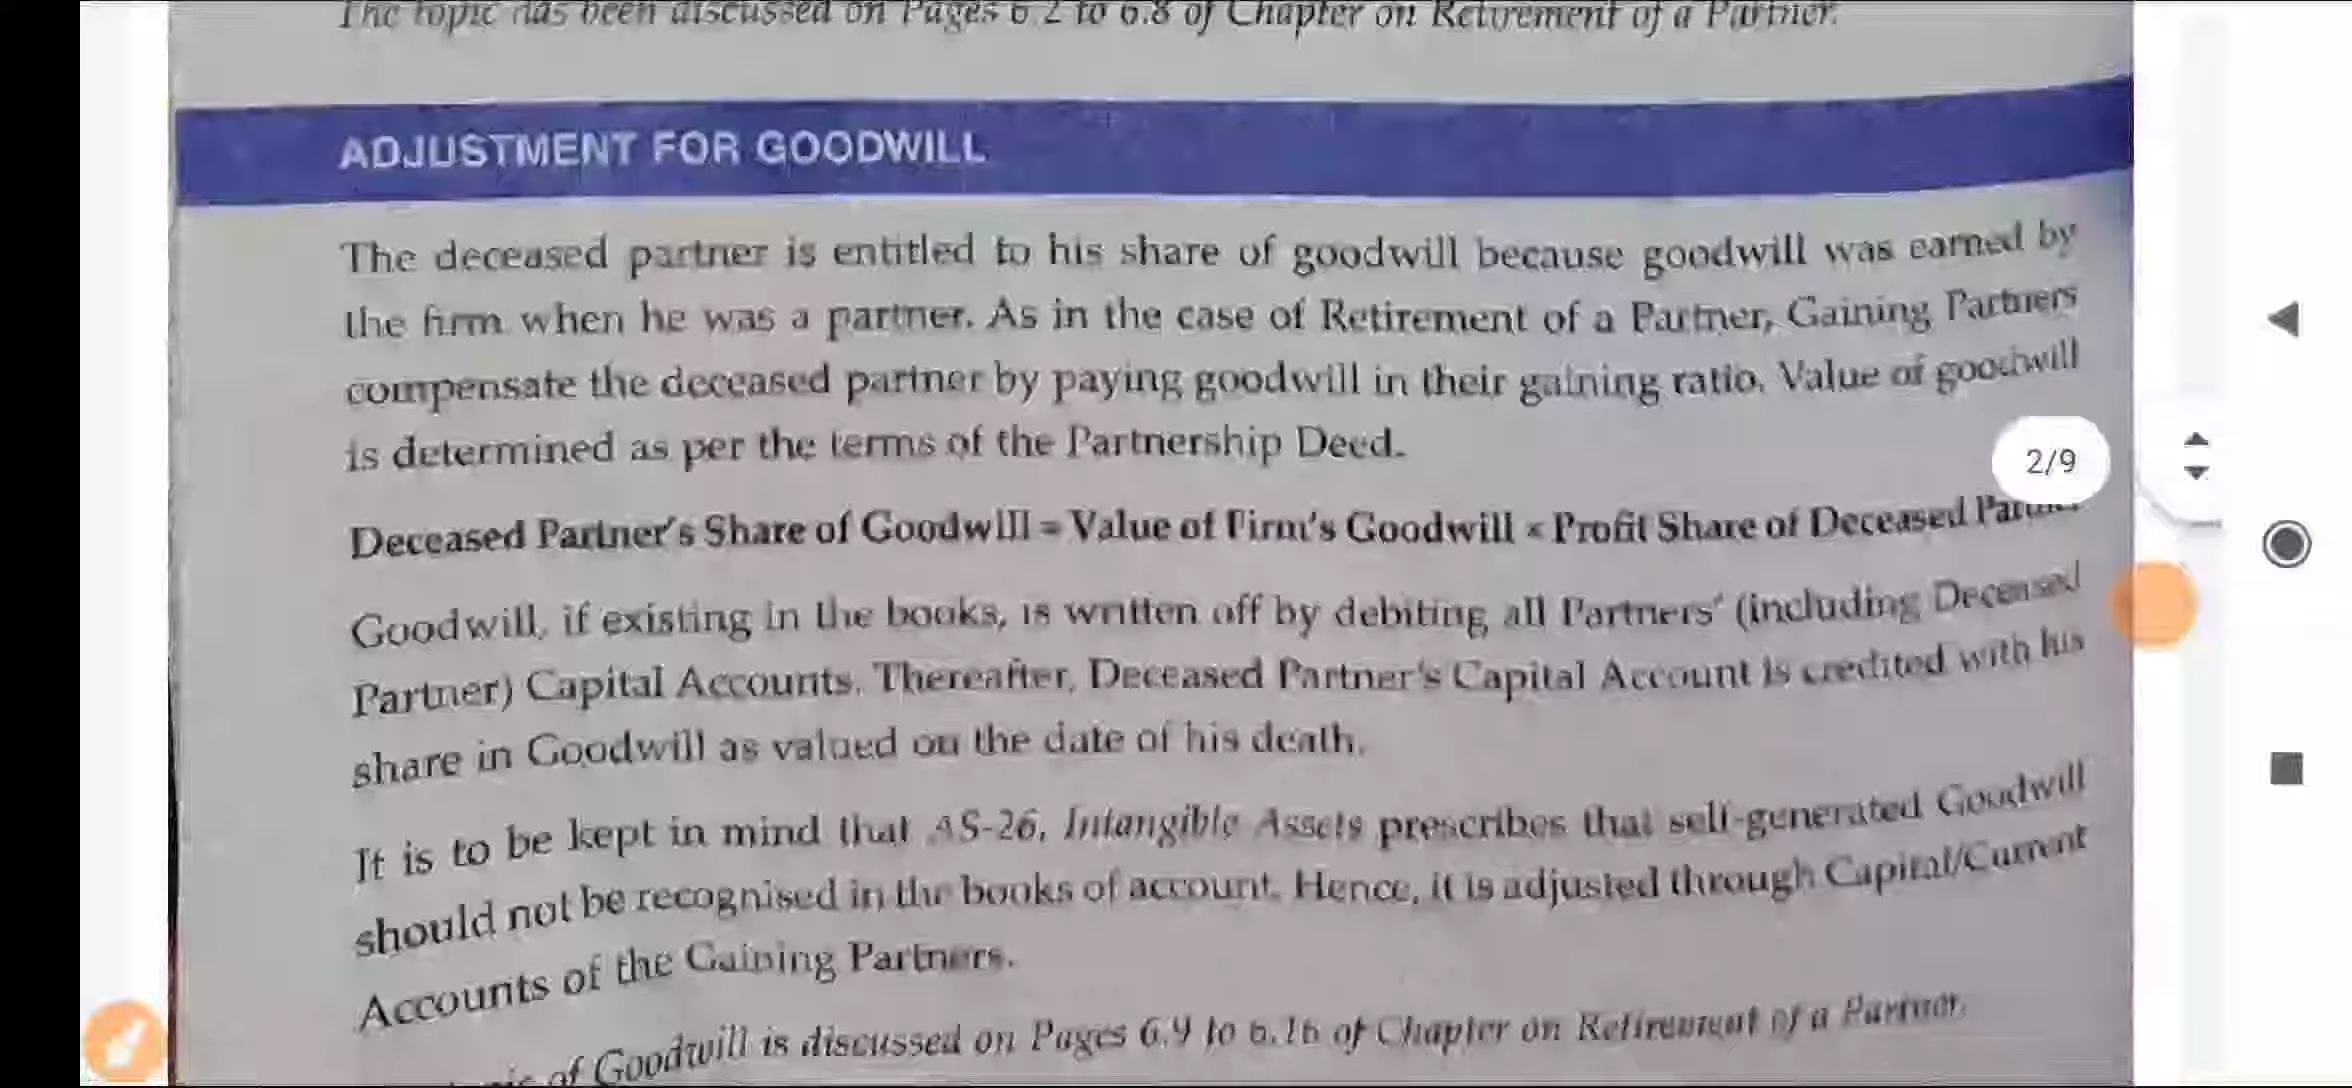 The topic has been discussed on Pages 6.2 to 6.8 of Chapter on Retirement of a Partner.
ADJUSTMENT FOR GOODWILL
The deceased partner is entitled to his share of goodwill because goodwill was earned by
the firm when he was a partner. As in the case of Retirement of a Partner, Gaining Partners
compensate the deceased partner by paying goodwill in their gaining ratio. Value of goodwill
is determined as per the terms of the Partnership Deed.
2/9
Deceased Partner's Share of Goodwill = Value of Firm's Goodwill × Profit Share of Deceased
Goodwill, if existing in the books, is written off by debiting all Partners' (including Deceased
Partner) Capital Accounts. Thereafter, Deceased Partner's Capital Account is credited with his
share in Goodwill as valued on the date of his death.
It is to be kept in mind that AS-26, Intangible Assets prescribes that self-generated Goodwill
should not be recognised in the books of account. Hence, it is adjusted through Capital/Current
Accounts of the Gaining Partners.
of Goodwill is discussed on Pages 6.9 to 6.16 of Chapter on Retirement of a Partner.